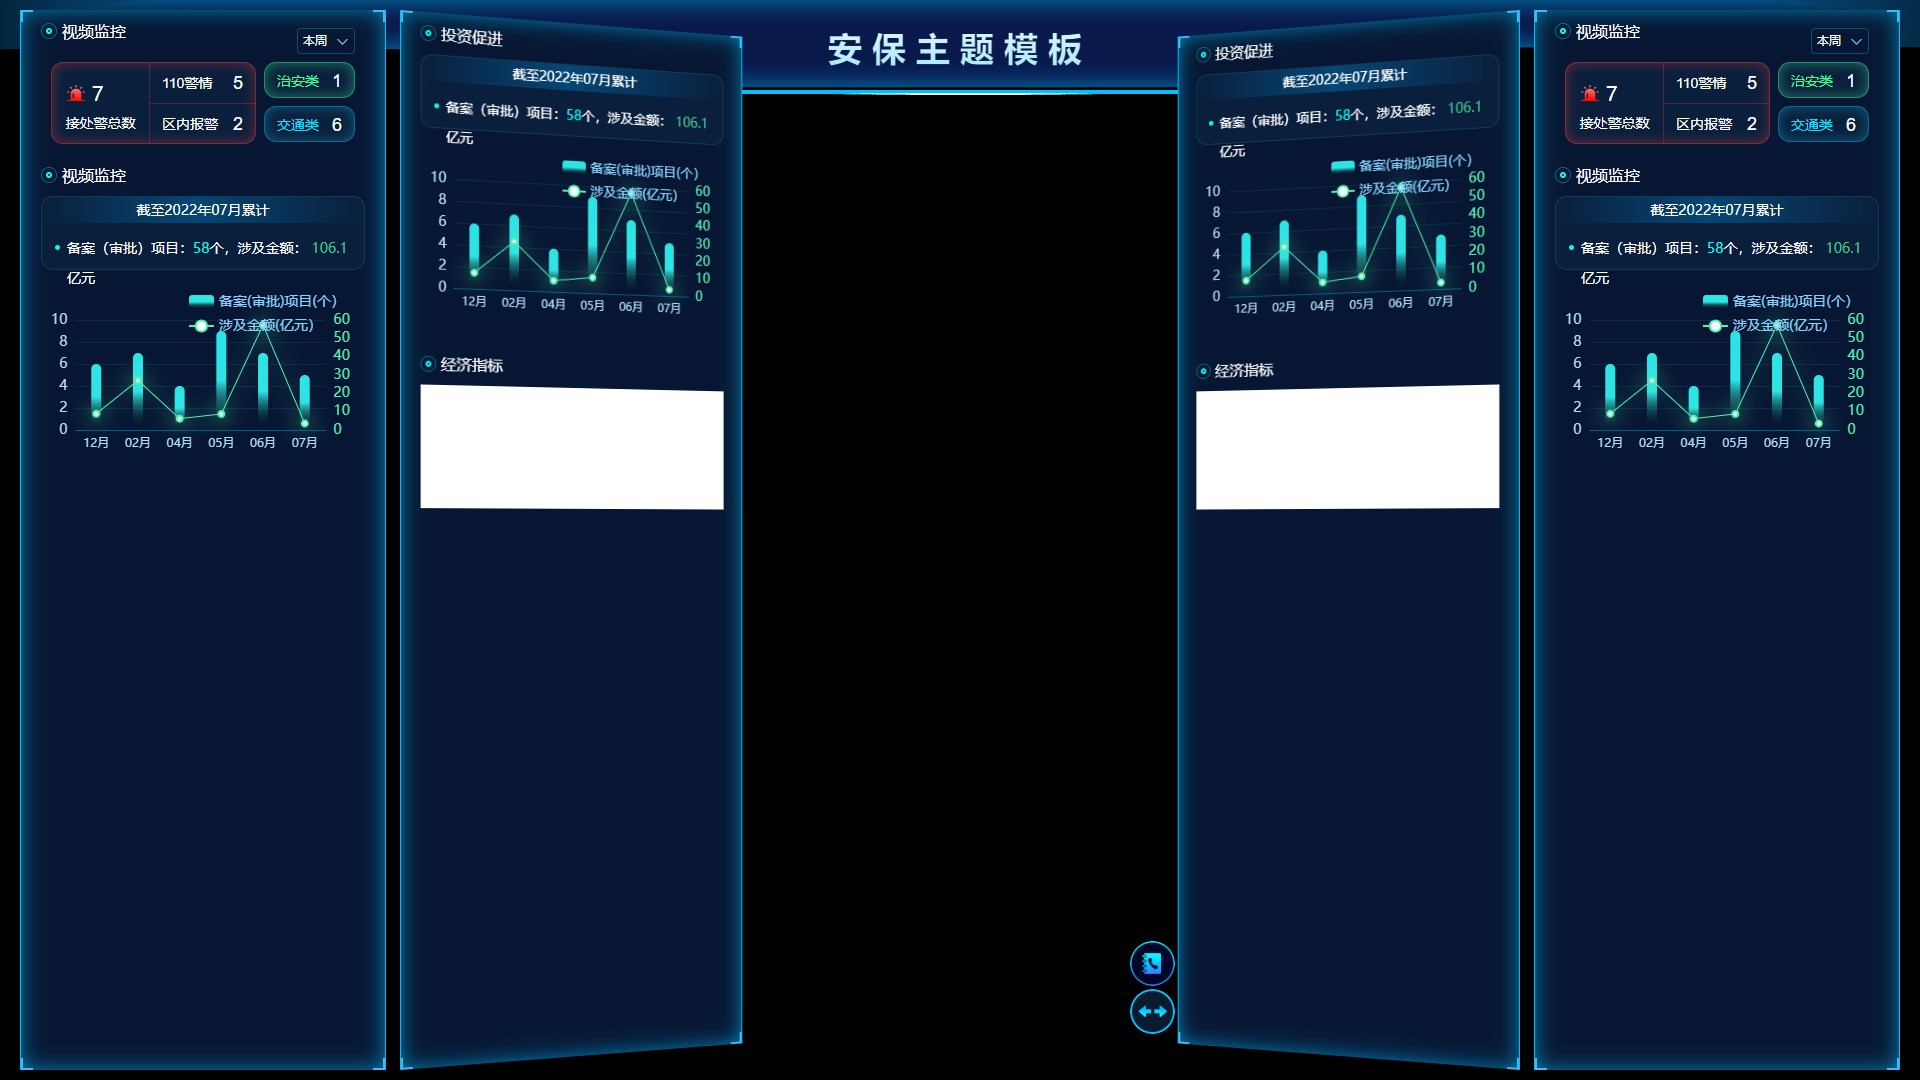 安保主题模板
视频监控
本周
7
接处警总数
110警情 5
区内报警 2
治安类 1
交通类 6
视频监控
截至2022年07月累计
备案（审批）项目：58个，涉及金额： 106.1
亿元
备案(审批)项目(个)
涉及金额(亿元)
10
8
6
4
2
0
60
50
40
30
20
10
0
12月 02月 04月 05月 06月 07月
投资促进
截至2022年07月累计
备案（审批）项目：58个，涉及金额： 106.1
亿元
备案(审批)项目(个)
涉及金额(亿元)
10
8
6
4
2
0
60
50
40
30
20
10
0
12月 02月 04月 05月 06月 07月
经济指标
投资促进
截至2022年07月累计
备案（审批）项目：58个，涉及金额： 106.1
亿元
备案(审批)项目(个)
涉及金额(亿元)
10
8
6
4
2
0
60
50
40
30
20
10
0
12月 02月 04月 05月 06月 07月
经济指标
视频监控
本周
7
接处警总数
110警情 5
区内报警 2
治安类 1
交通类 6
视频监控
截至2022年07月累计
备案（审批）项目：58个，涉及金额： 106.1
亿元
备案(审批)项目(个)
涉及金额(亿元)
10
8
6
4
2
0
60
50
40
30
20
10
0
12月 02月 04月 05月 06月 07月